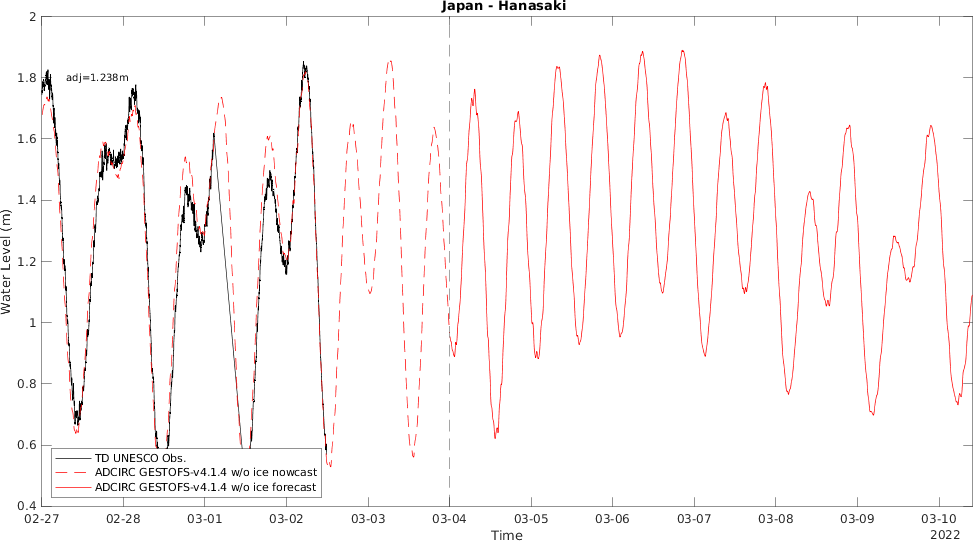 Japan - Hanasaki
2
1.8
1.6
1.4
1.2
1
0.8
0.6
0.4
Water Level (m)
adj=1.238m
TD UNESCO Obs.
ADCIRC GESTOFS-v4.1.4 w/o ice nowcast
ADCIRC GESTOFS-v4.1.4 w/o ice forecast
02-27 02-28 03-01 03-02 03-03 03-04 03-05 03-06 03-07 03-08 03-09 03-10
2022
Time